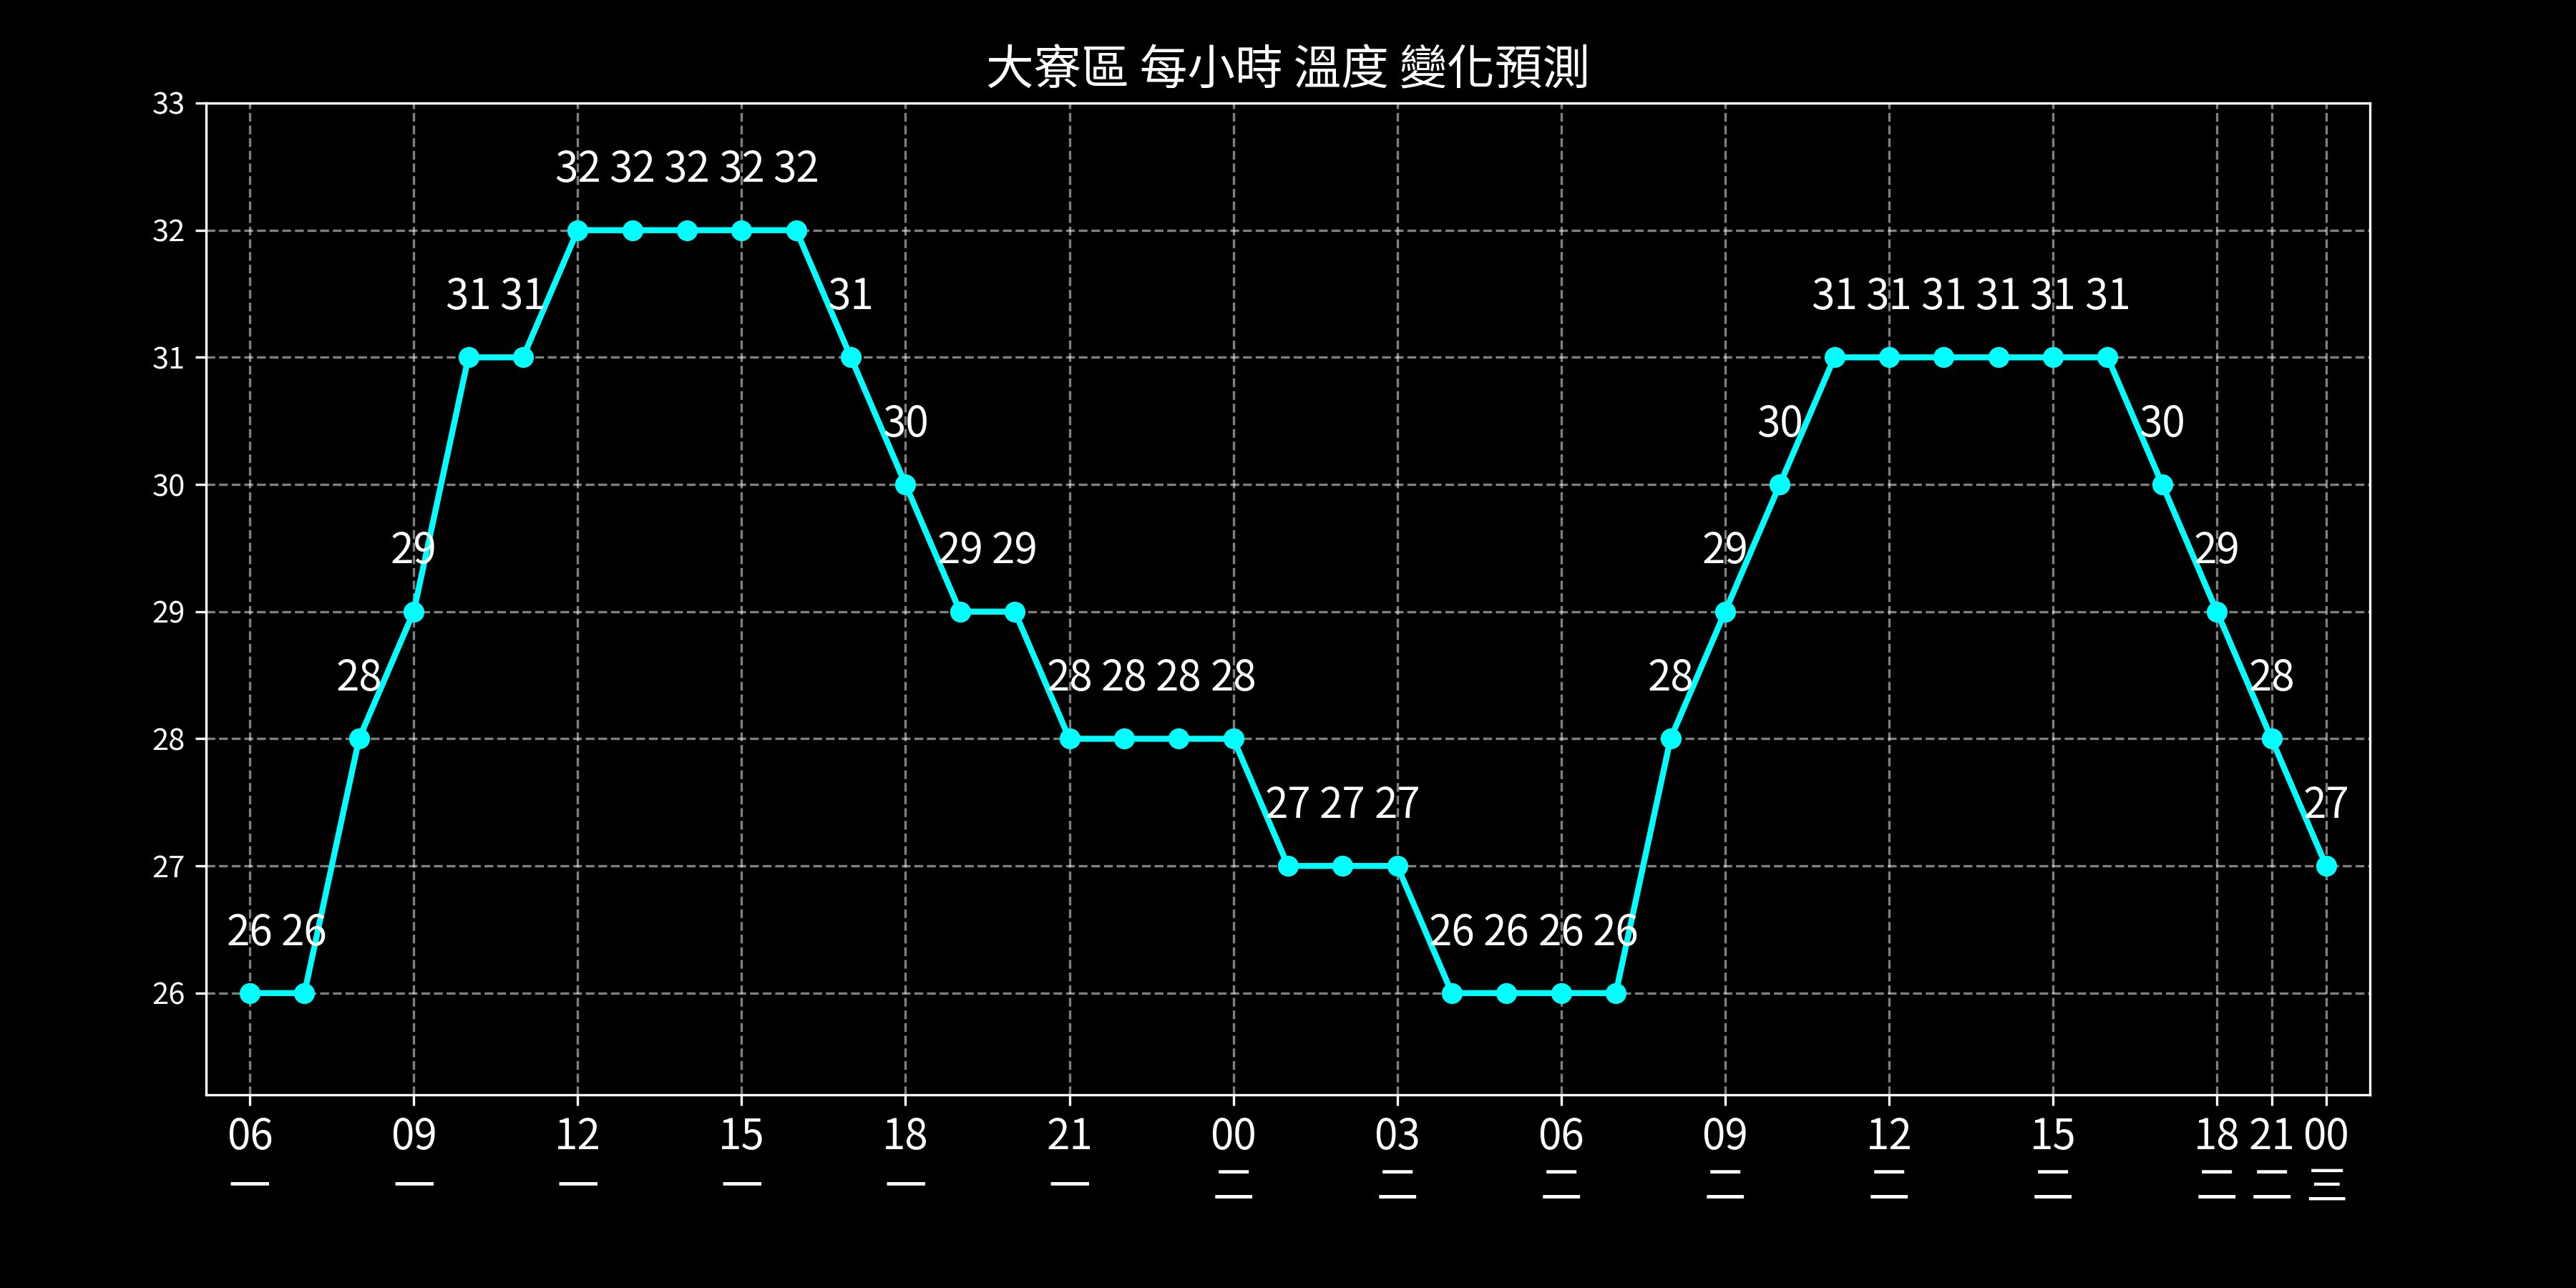 大寮區 每小時 溫度 變化預測
33
32 32 32 32 32
32
31 31 31 31 31 31 31 31 31
31
30 30 30
30
29 29 29 29 29
29
28 28 28 28 28 28 28
28
27 27 27 27
27
26 26 26 26 26 26
26
06 09 12 15 18 21 00 03 06 09 12 15 18 21 00
一 一 一 一 一 一 二 二 二 二 二 二 二 二 三